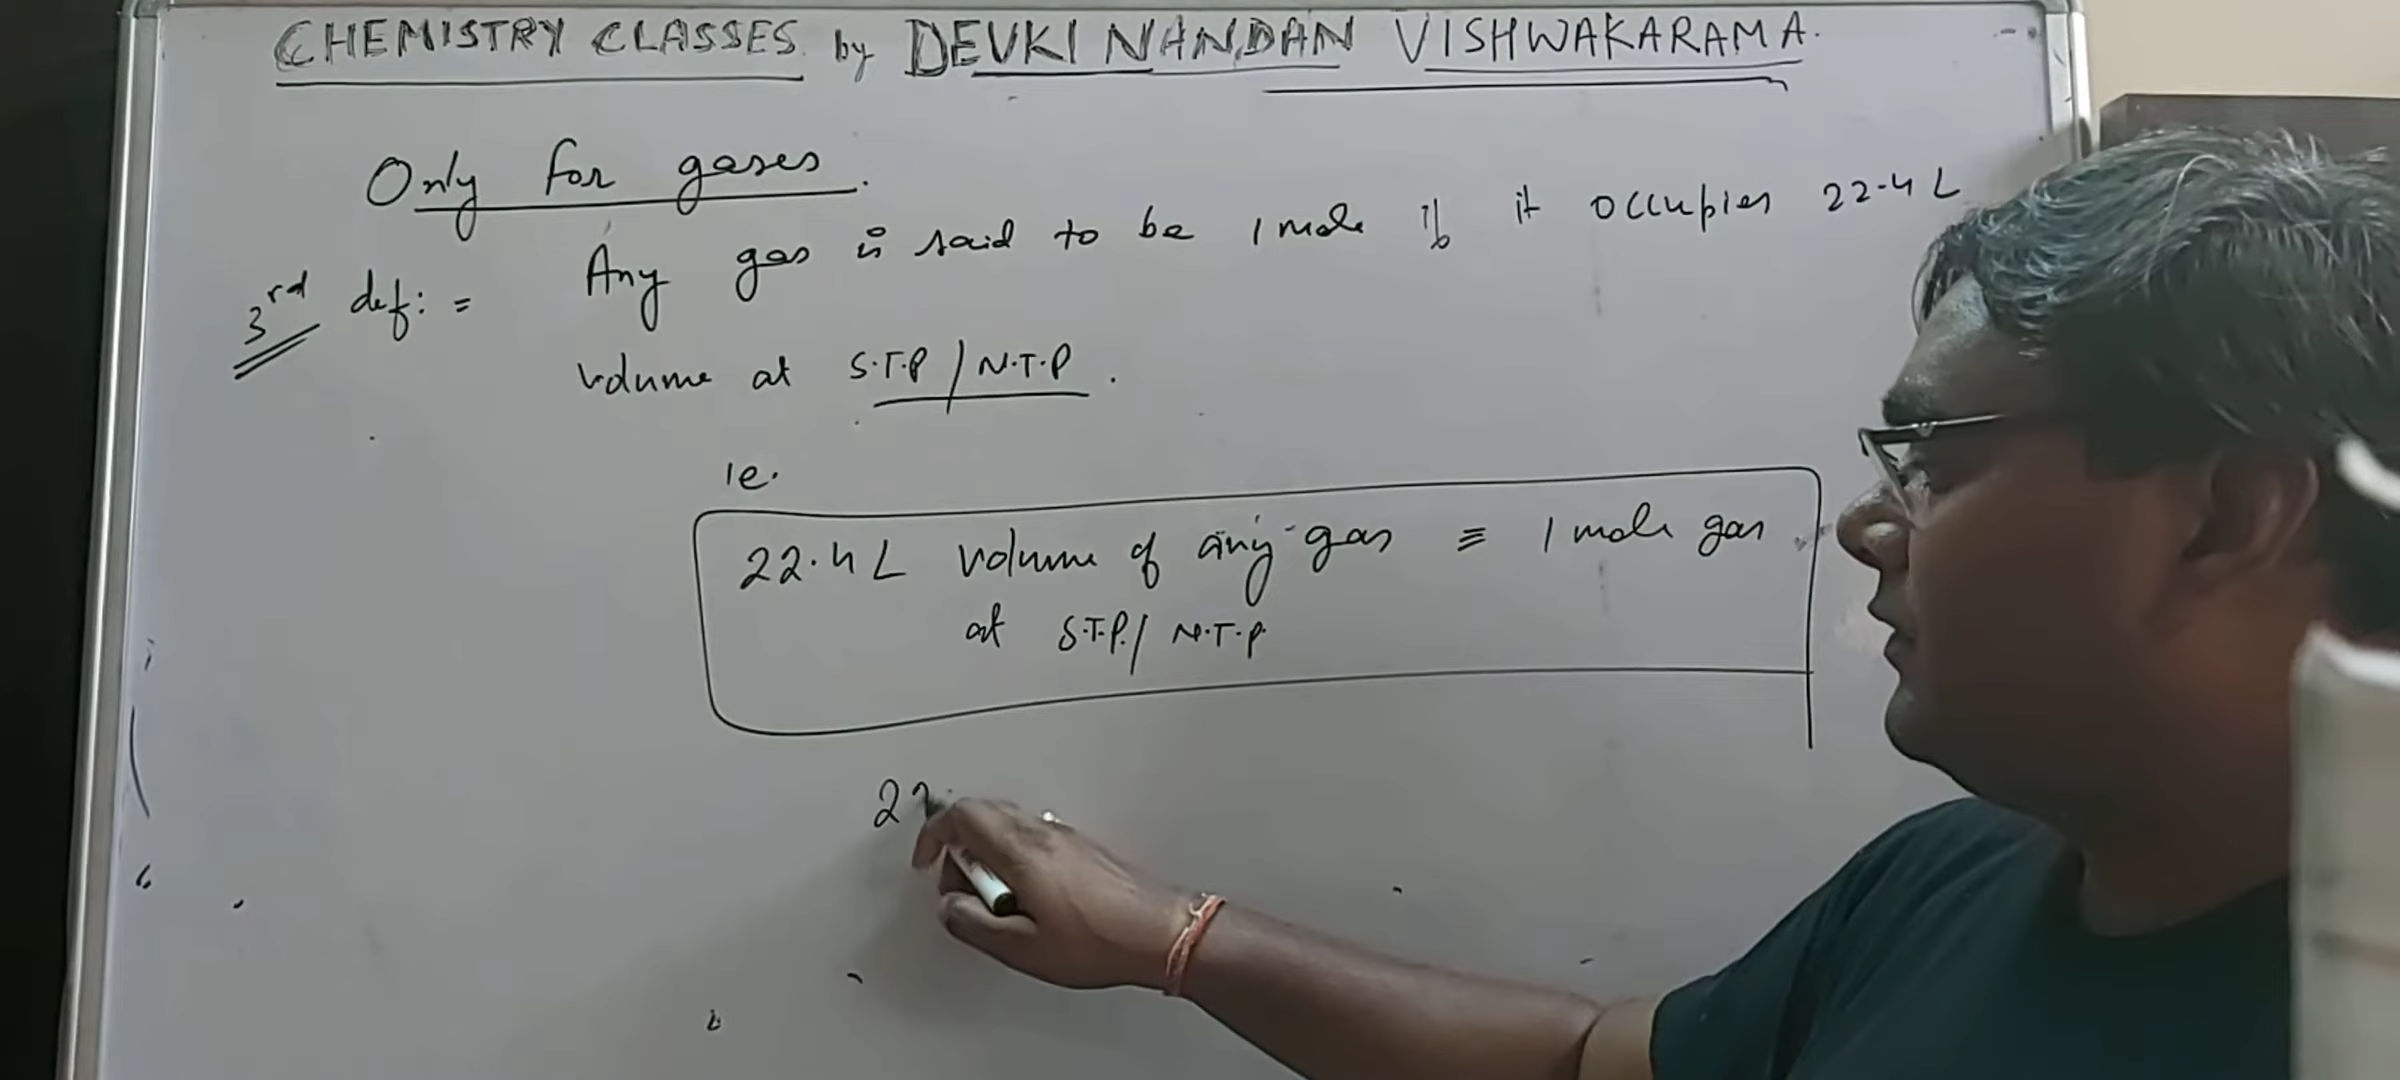 CHEMISTRY CLASSES by DEVKI NANDAN VISHWAKARAMA.
Only for gases.
3rd def: = Any gas is said to be 1 mole if it occupies 22.4 L
volume at S.T.P / N.T.P.
ie.
22.4 L volume of any gas ≡ 1 mole gas
at S.T.P. / N.T.P.
22